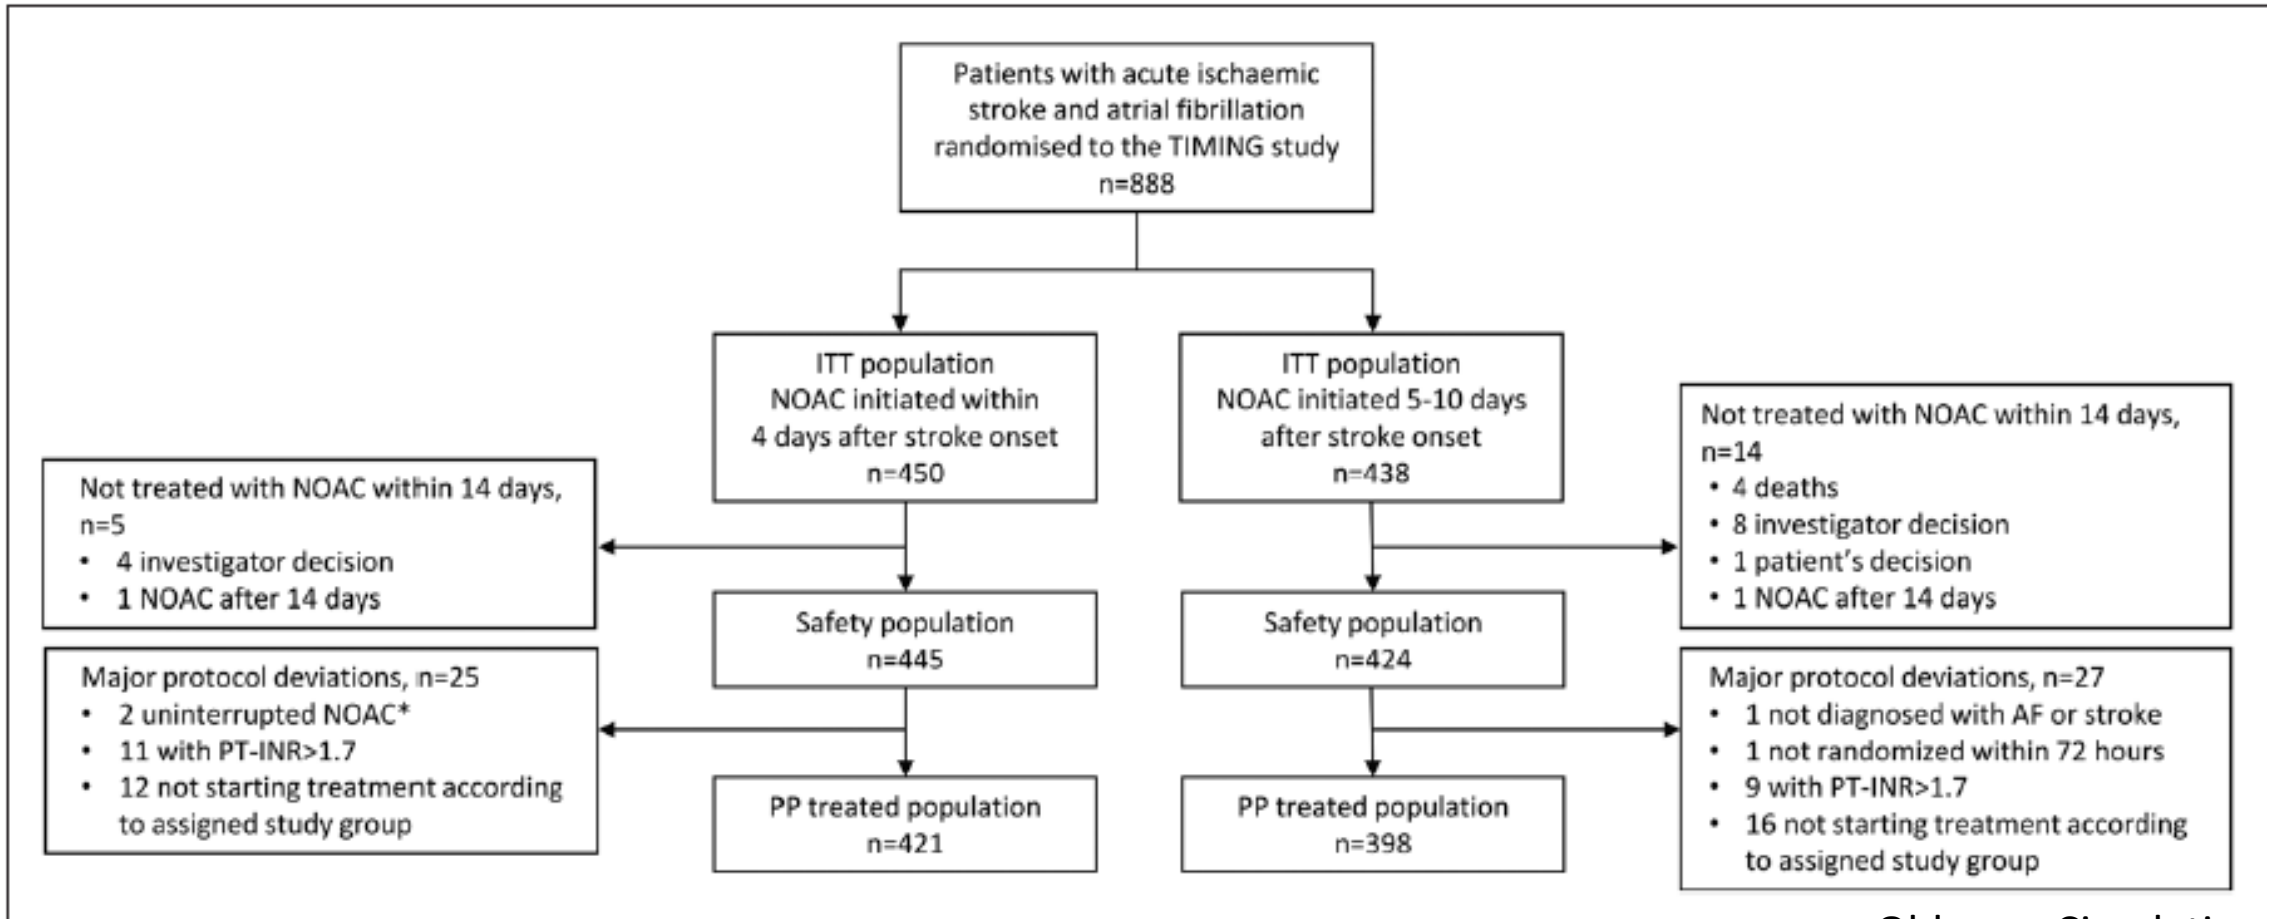 Patients with acute ischaemic
stroke and atrial fibrillation
randomised to the TIMING study
n=888
ITT population
NOAC initiated within
4 days after stroke onset
n=450
ITT population
NOAC initiated 5-10 days
after stroke onset
n=438
Not treated with NOAC within 14 days,
n=5
• 4 investigator decision
• 1 NOAC after 14 days
Not treated with NOAC within 14 days,
n=14
• 4 deaths
• 8 investigator decision
• 1 patient's decision
• 1 NOAC after 14 days
Safety population
n=445
Safety population
n=424
Major protocol deviations, n=25
• 2 uninterrupted NOAC*
• 11 with PT-INR>1.7
• 12 not starting treatment according
to assigned study group
Major protocol deviations, n=27
• 1 not diagnosed with AF or stroke
• 1 not randomized within 72 hours
• 9 with PT-INR>1.7
• 16 not starting treatment according
to assigned study group
PP treated population
n=421
PP treated population
n=398